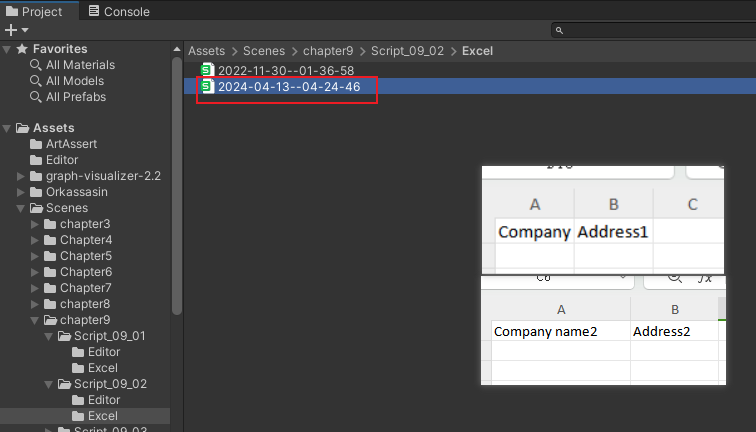 Project
Console
Favorites
All Materials
All Models
All Prefabs
Assets
ArtAssert
Editor
graph-visualizer-2.2
Orkassasin
Scenes
chapter3
Chapter4
Chapter5
Chapter6
Chapter7
chapter8
chapter9
Script_09_01
Editor
Excel
Script_09_02
Editor
Excel
Script_09_03
Assets > Scenes > chapter9 > Script_09_02 > Excel
2022-11-30--01-36-58
2024-04-13--04-24-46
A B C
Company Address1
fx
A B
Company name2 Address2